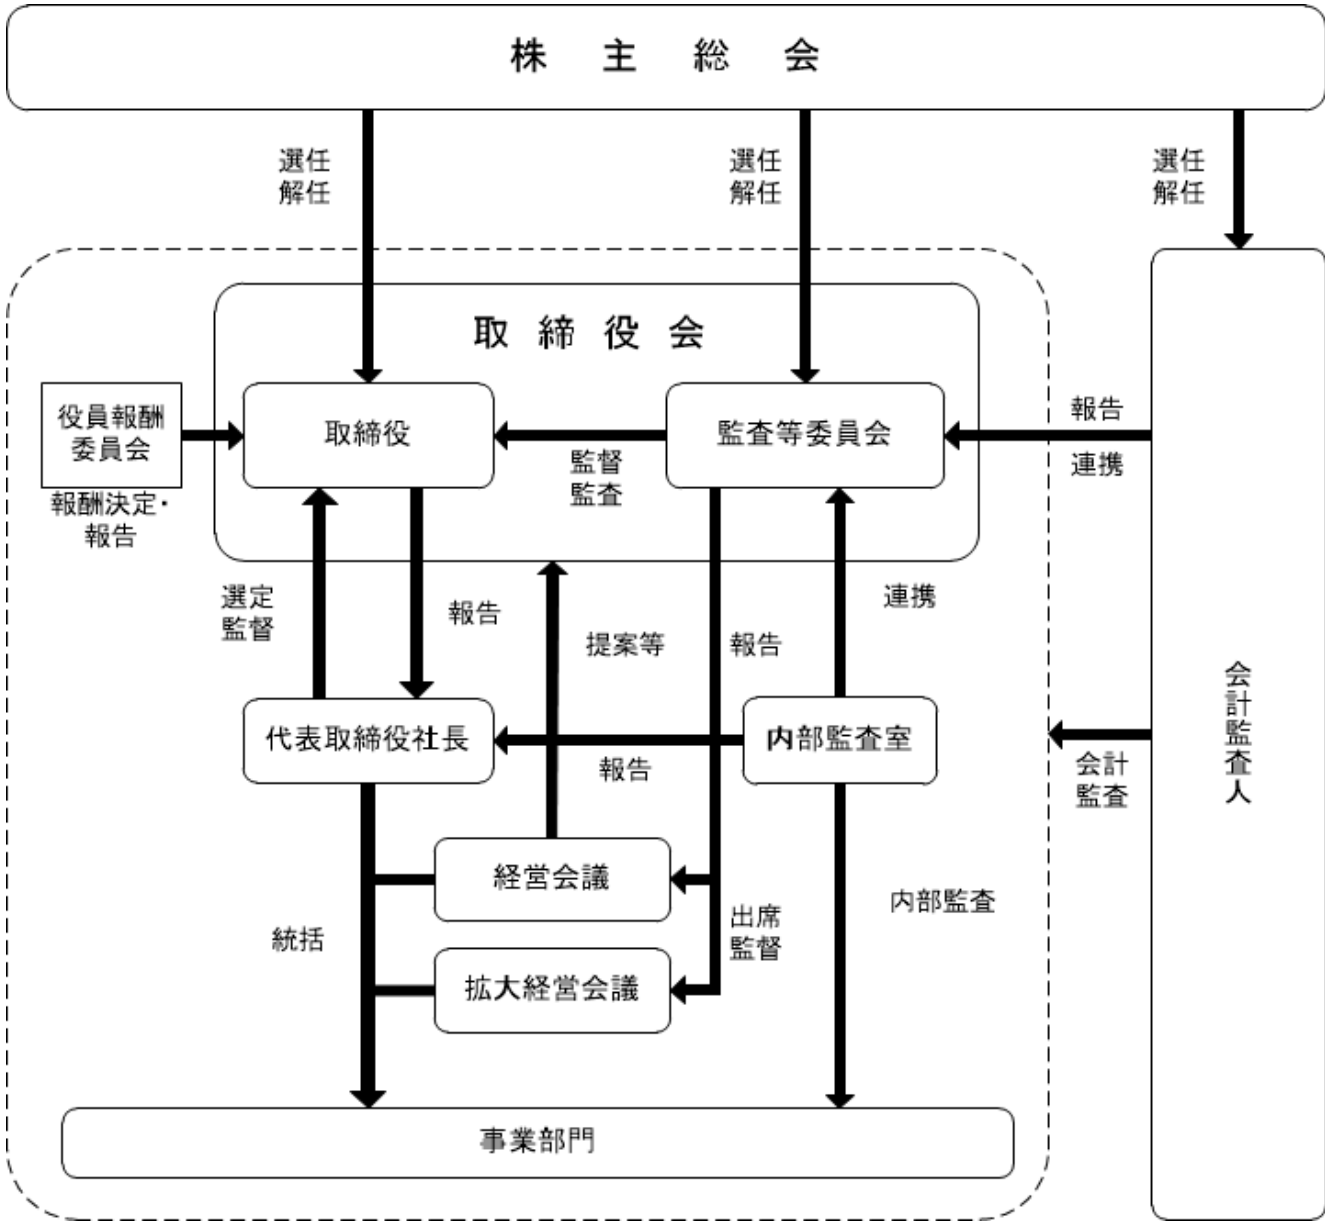 株主総会
選任
解任
選任
解任
選任
解任
取締役会
役員報酬
委員会
報酬決定・
報告
取締役
監督
監査
監査等委員会
報告
連携
選定
監督
報告
提案等
報告
連携
代表取締役社長
報告
内部監査室
会計
監査
会計監査人
経営会議
出席
監督
内部監査
統括
拡大経営会議
事業部門